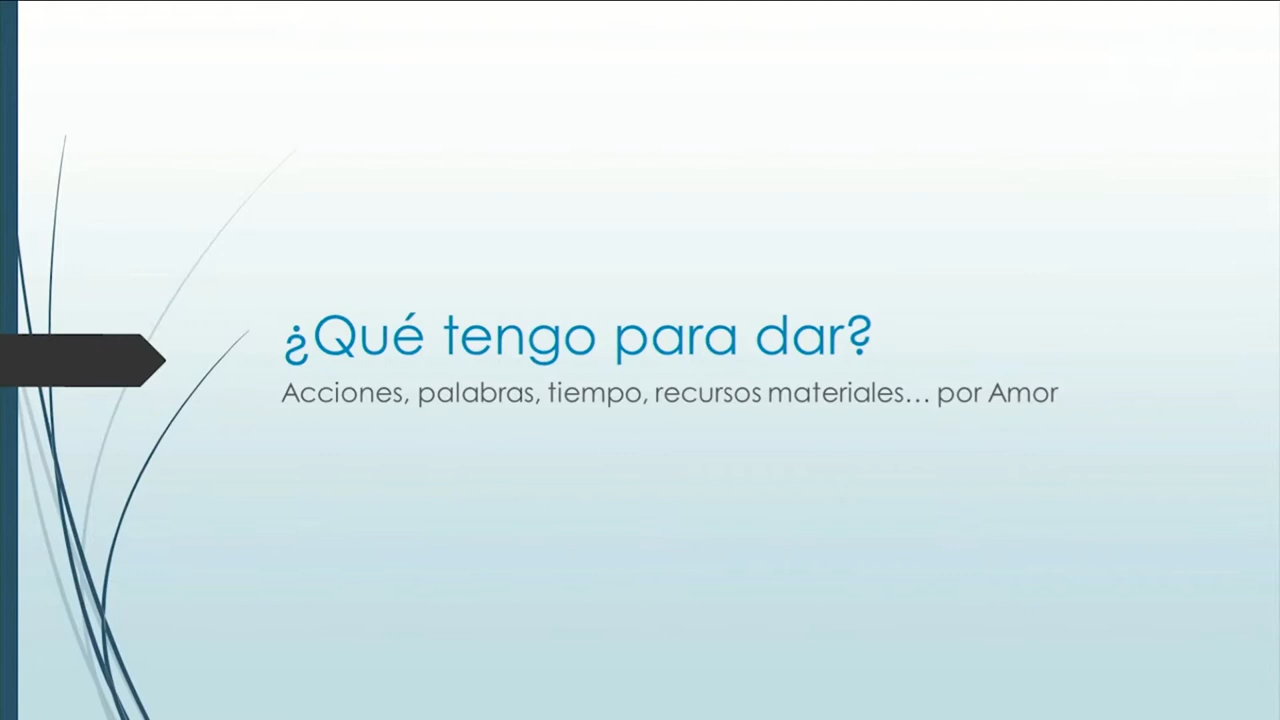 ¿Qué tengo para dar?
Acciones, palabras, tiempo, recursos materiales… por Amor